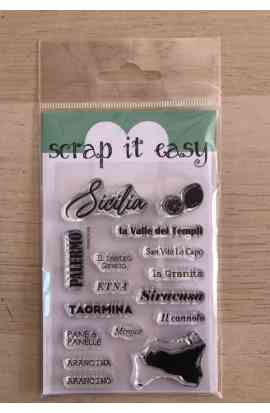 scrap it easy
Sicilia
la Valle dei Templi
PALERMO
San Vito Lo Capo
la Granita
ETNA
Siracusa
TAORMINA
Il cannolo
PANE &
PANELLE
ARANCINA
ARANCINO